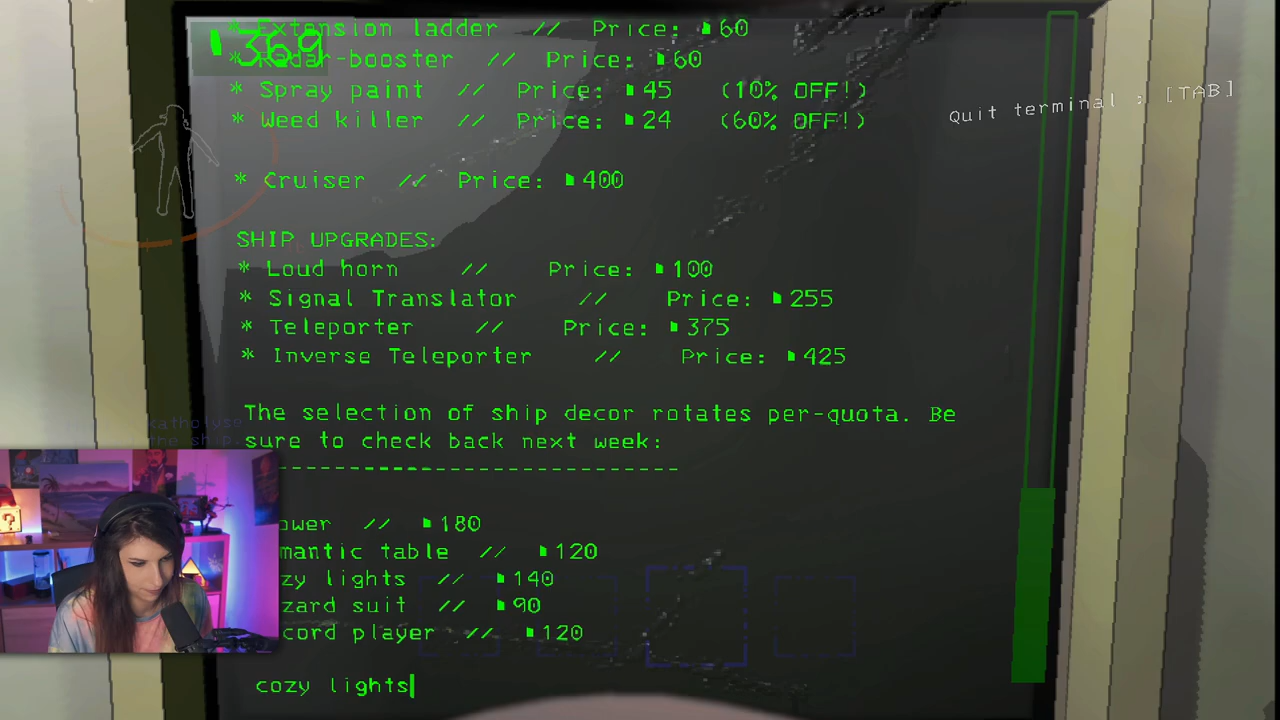 * Extension ladder // Price: ▮60
▮369
* Radar-booster // Price: ▮60
* Spray paint // Price: ▮45 (10% OFF!)
Quit terminal : [TAB]
* Weed killer // Price: ▮24 (60% OFF!)
* Cruiser // Price: ▮400
SHIP UPGRADES:
* Loud horn // Price: ▮100
* Signal Translator // Price: ▮255
* Teleporter // Price: ▮375
* Inverse Teleporter // Price: ▮425
The selection of ship decor rotates per-quota. Be
sure to check back next week:
------------------------------
ower // ▮180
mantic table // ▮120
zy lights // ▮140
zard suit // ▮90
cord player // ▮120
cozy lights